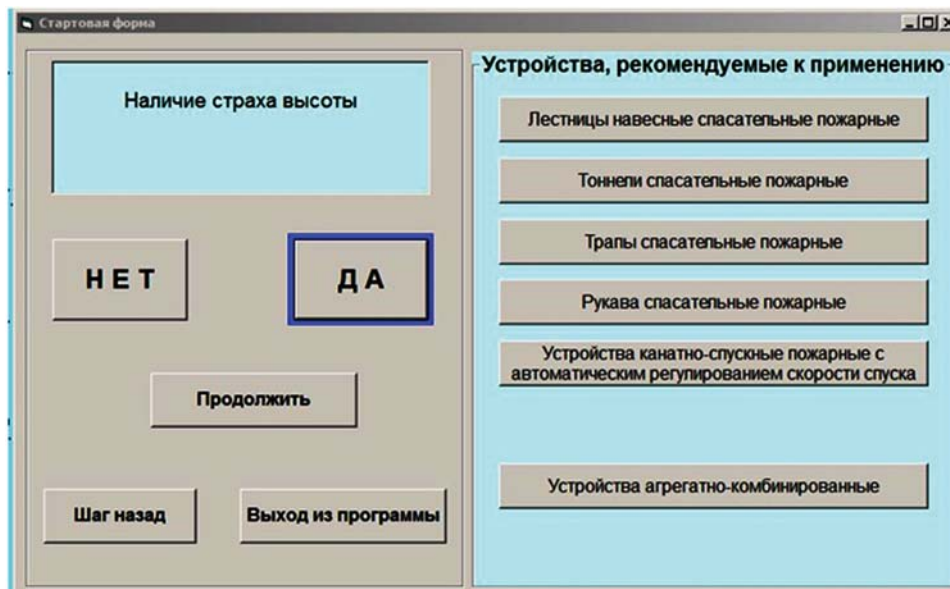 Стартовая форма
Наличие страха высоты
НЕТ
ДА
Продолжить
Шаг назад
Выход из программы
Устройства, рекомендуемые к применению
Лестницы навесные спасательные пожарные
Тоннели спасательные пожарные
Трапы спасательные пожарные
Рукава спасательные пожарные
Устройства канатно-спускные пожарные с
автоматическим регулированием скорости спуска
Устройства агрегатно-комбинированные